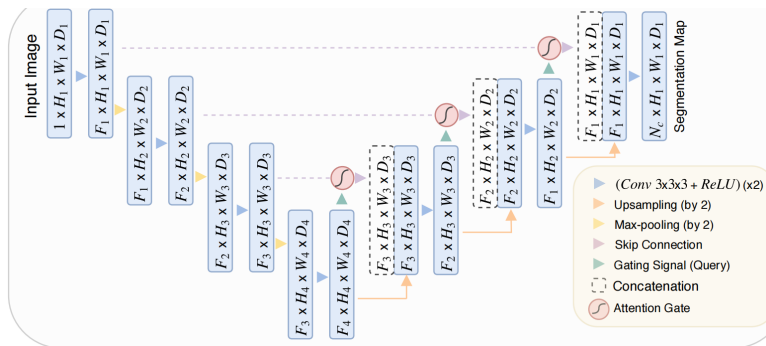 Input Image
1 x H₁ x W₁ x D₁
F₁ x H₁ x W₁ x D₁
F₁ x H₂ x W₂ x D₂
F₂ x H₂ x W₂ x D₂
F₂ x H₃ x W₃ x D₃
F₃ x H₃ x W₃ x D₃
F₃ x H₄ x W₄ x D₄
F₄ x H₄ x W₄ x D₄
F₃ x H₃ x W₃ x D₃
F₃ x H₃ x W₃ x D₃
F₂ x H₃ x W₃ x D₃
F₂ x H₂ x W₂ x D₂
F₂ x H₂ x W₂ x D₂
F₁ x H₂ x W₂ x D₂
F₁ x H₁ x W₁ x D₁
F₁ x H₁ x W₁ x D₁
N_c x H₁ x W₁ x D₁
Segmentation Map
(Conv 3x3x3 + ReLU) (x2)
Upsampling (by 2)
Max-pooling (by 2)
Skip Connection
Gating Signal (Query)
Concatenation
Attention Gate